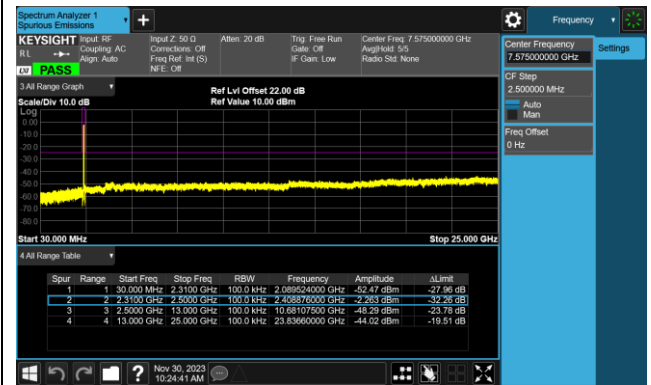 Spectrum Analyzer 1
Spurious Emissions
Frequency
KEYSIGHT
RL
PASS
Input: RF
Coupling: AC
Align: Auto
Input Z: 50 Ω
Corrections: Off
Freq Ref: Int (S)
NFE: Off
Atten: 20 dB
Trig: Free Run
Gate: Off
IF Gain: Low
Center Freq: 7.575000000 GHz
Avg|Hold: 5/5
Radio Std: None
Center Frequency
7.575000000 GHz
Settings
CF Step
2.500000 MHz
Auto
Man
Freq Offset
0 Hz
3 All Range Graph
Scale/Div 10.0 dB
Ref Lvl Offset 22.00 dB
Ref Value 10.00 dBm
Log
0.00
-10.0
-20.0
-30.0
-40.0
-50.0
-60.0
-70.0
-80.0
Start 30.000 MHz
Stop 25.000 GHz
4 All Range Table
Spur Range Start Freq Stop Freq RBW Frequency Amplitude ΔLimit
1 1 30.000 MHz 2.3100 GHz 100.0 kHz 2.089524000 GHz -52.47 dBm -27.96 dB
2 2 2.3100 GHz 2.5000 GHz 100.0 kHz 2.408876000 GHz -2.263 dBm -32.26 dB
3 3 2.5000 GHz 13.000 GHz 100.0 kHz 10.68107500 GHz -48.29 dBm -23.78 dB
4 4 13.000 GHz 25.000 GHz 100.0 kHz 23.83660000 GHz -44.02 dBm -19.51 dB
Nov 30, 2023
10:24:41 AM